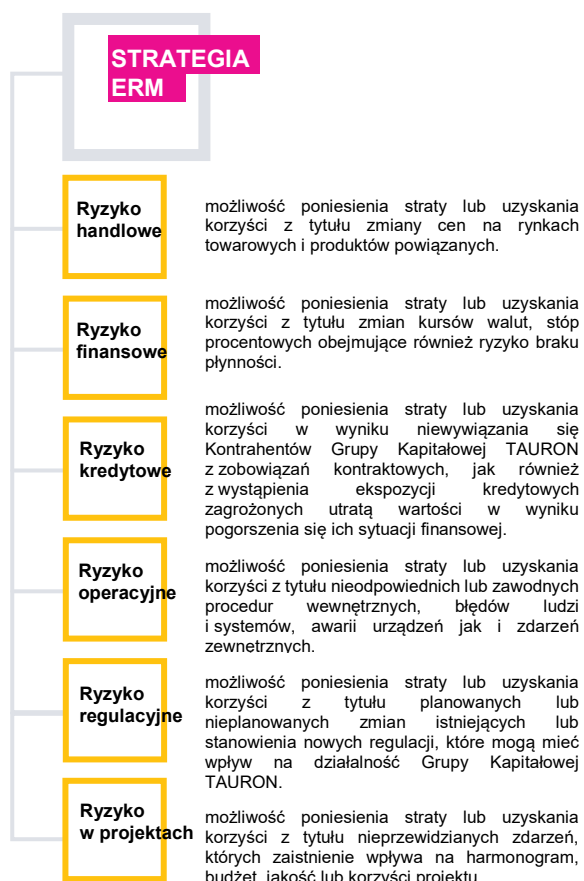 STRATEGIA
ERM
Ryzyko
handlowe
możliwość poniesienia straty lub uzyskania
korzyści z tytułu zmiany cen na rynkach
towarowych i produktów powiązanych.
Ryzyko
finansowe
możliwość poniesienia straty lub uzyskania
korzyści z tytułu zmian kursów walut, stóp
procentowych obejmujące również ryzyko braku
płynności.
Ryzyko
kredytowe
możliwość poniesienia straty lub uzyskania
korzyści w wyniku niewywiązania się
Kontrahentów Grupy Kapitałowej TAURON
z zobowiązań kontraktowych, jak również
z wystąpienia ekspozycji kredytowych
zagrożonych utratą wartości w wyniku
pogorszenia się ich sytuacji finansowej.
Ryzyko
operacyjne
możliwość poniesienia straty lub uzyskania
korzyści z tytułu nieodpowiednich lub zawodnych
procedur wewnętrznych, błędów ludzi
i systemów, awarii urządzeń jak i zdarzeń
zewnętrznych.
Ryzyko
regulacyjne
możliwość poniesienia straty lub uzyskania
korzyści z tytułu planowanych lub
nieplanowanych zmian istniejących lub
stanowienia nowych regulacji, które mogą mieć
wpływ na działalność Grupy Kapitałowej
TAURON.
Ryzyko
w projektach
możliwość poniesienia straty lub uzyskania
korzyści z tytułu nieprzewidzianych zdarzeń,
których zaistnienie wpływa na harmonogram,
budżet, jakość lub korzyści projektu